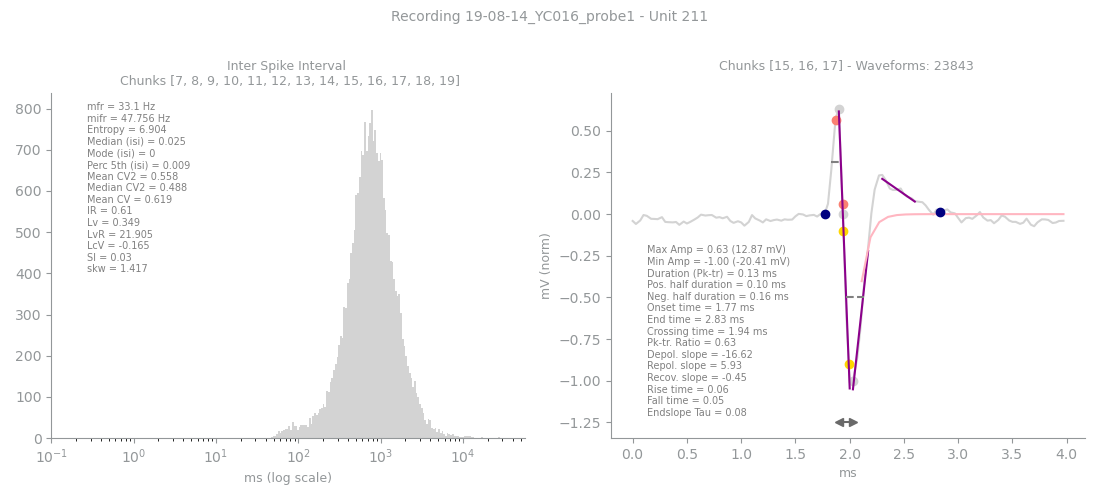 Recording 19-08-14_YC016_probe1 - Unit 211
Inter Spike Interval
Chunks [7, 8, 9, 10, 11, 12, 13, 14, 15, 16, 17, 18, 19]
mfr = 33.1 Hz
mifr = 47.756 Hz
Entropy = 6.904
Median (isi) = 0.025
Mode (isi) = 0
Perc 5th (isi) = 0.009
Mean CV2 = 0.558
Median CV2 = 0.488
Mean CV = 0.619
IR = 0.61
Lv = 0.349
LvR = 21.905
LcV = -0.165
SI = 0.03
skw = 1.417
800
700
600
500
400
300
200
100
0
10⁻¹ 10⁰ 10¹ 10² 10³ 10⁴
ms (log scale)
Chunks [15, 16, 17] - Waveforms: 23843
mV (norm)
0.50
0.25
0.00
−0.25
−0.50
−0.75
−1.00
−1.25
Max Amp = 0.63 (12.87 mV)
Min Amp = -1.00 (-20.41 mV)
Duration (Pk-tr) = 0.13 ms
Pos. half duration = 0.10 ms
Neg. half duration = 0.16 ms
Onset time = 1.77 ms
End time = 2.83 ms
Crossing time = 1.94 ms
Pk-tr. Ratio = 0.63
Depol. slope = -16.62
Repol. slope = 5.93
Recov. slope = -0.45
Rise time = 0.06
Fall time = 0.05
Endslope Tau = 0.08
0.0 0.5 1.0 1.5 2.0 2.5 3.0 3.5 4.0
ms